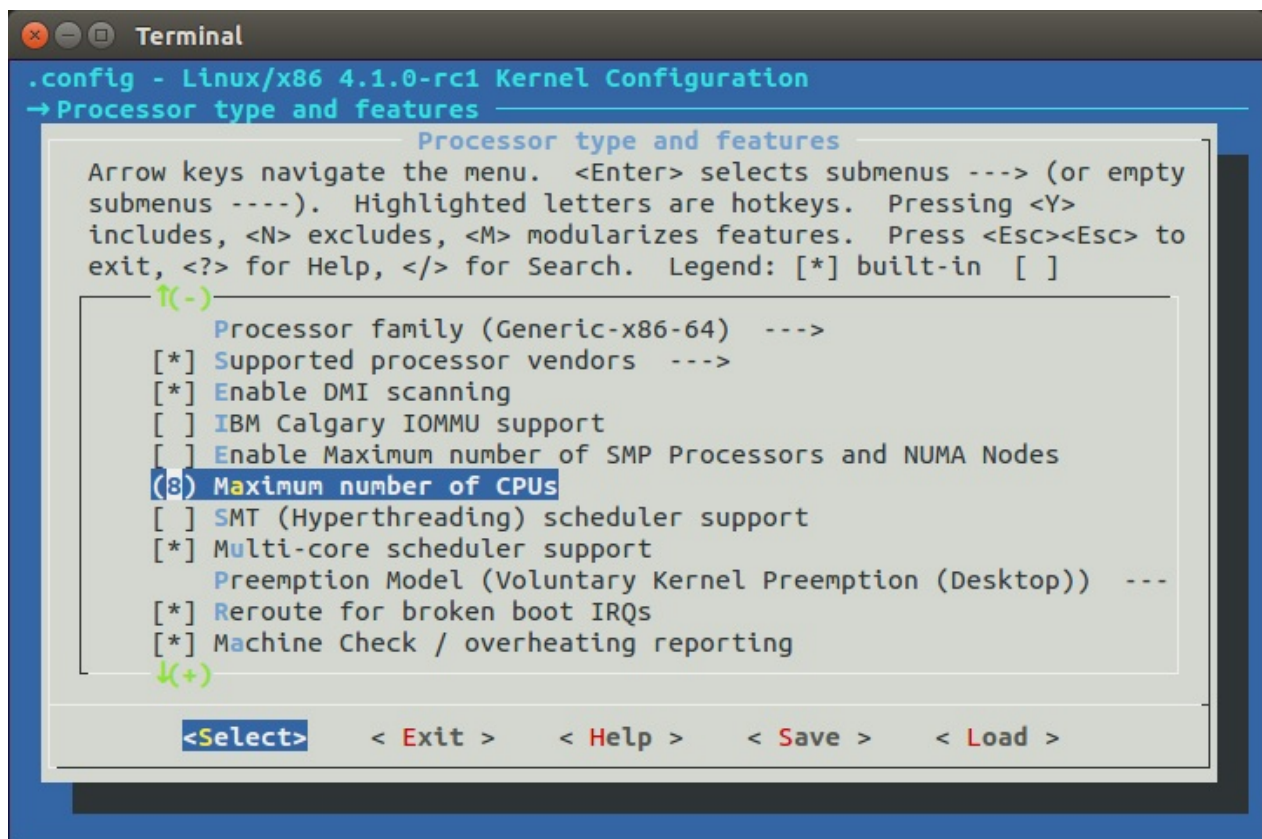 Terminal
.config - Linux/x86 4.1.0-rc1 Kernel Configuration
→ Processor type and features
Processor type and features
Arrow keys navigate the menu.  <Enter> selects submenus ---> (or empty
submenus ----).  Highlighted letters are hotkeys.  Pressing <Y>
includes, <N> excludes, <M> modularizes features.  Press <Esc><Esc> to
exit, <?> for Help, </> for Search.  Legend: [*] built-in  [ ]
↑(-)
Processor family (Generic-x86-64)  --->
[*] Supported processor vendors  --->
[*] Enable DMI scanning
[ ] IBM Calgary IOMMU support
[ ] Enable Maximum number of SMP Processors and NUMA Nodes
(8) Maximum number of CPUs
[ ] SMT (Hyperthreading) scheduler support
[*] Multi-core scheduler support
Preemption Model (Voluntary Kernel Preemption (Desktop))  ---
[*] Reroute for broken boot IRQs
[*] Machine Check / overheating reporting
↓(+)
<Select>    < Exit >    < Help >    < Save >    < Load >